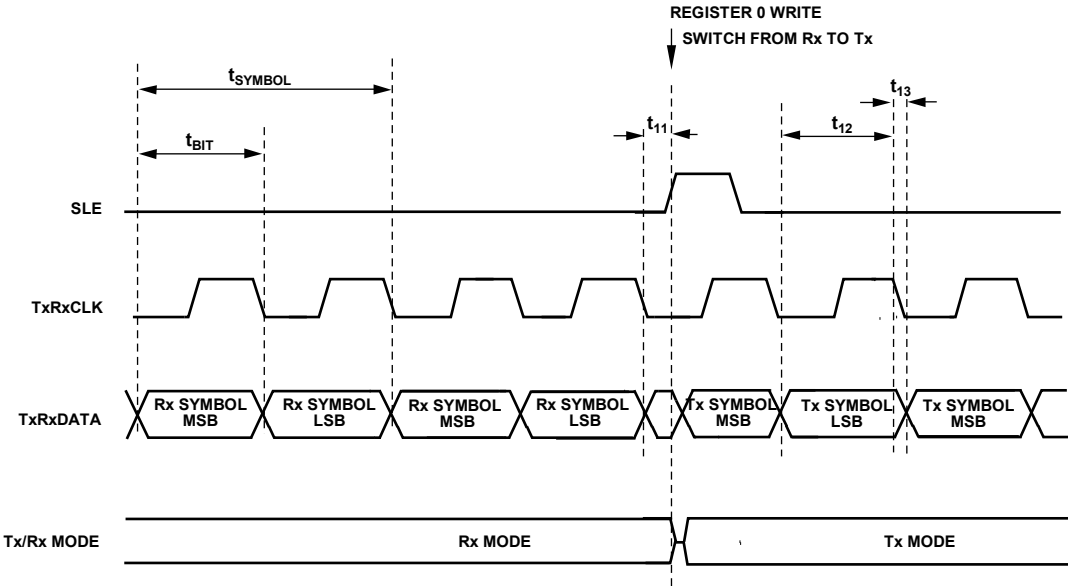 REGISTER 0 WRITE
SWITCH FROM Rx TO Tx
tSYMBOL
t13
t11
t12
tBIT
SLE
TxRxCLK
TxRxDATA
Rx SYMBOL
MSB
Rx SYMBOL
LSB
Rx SYMBOL
MSB
Rx SYMBOL
LSB
Tx SYMBOL
MSB
Tx SYMBOL
LSB
Tx SYMBOL
MSB
Tx/Rx MODE
Rx MODE
Tx MODE